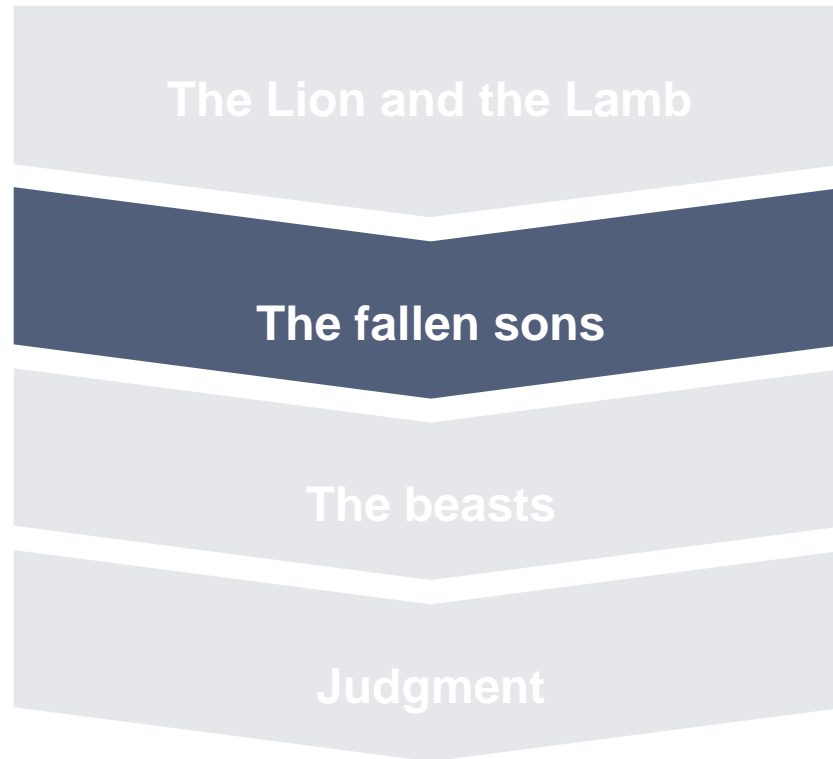 The Lion and the Lamb
The fallen sons
The beasts
Judgment